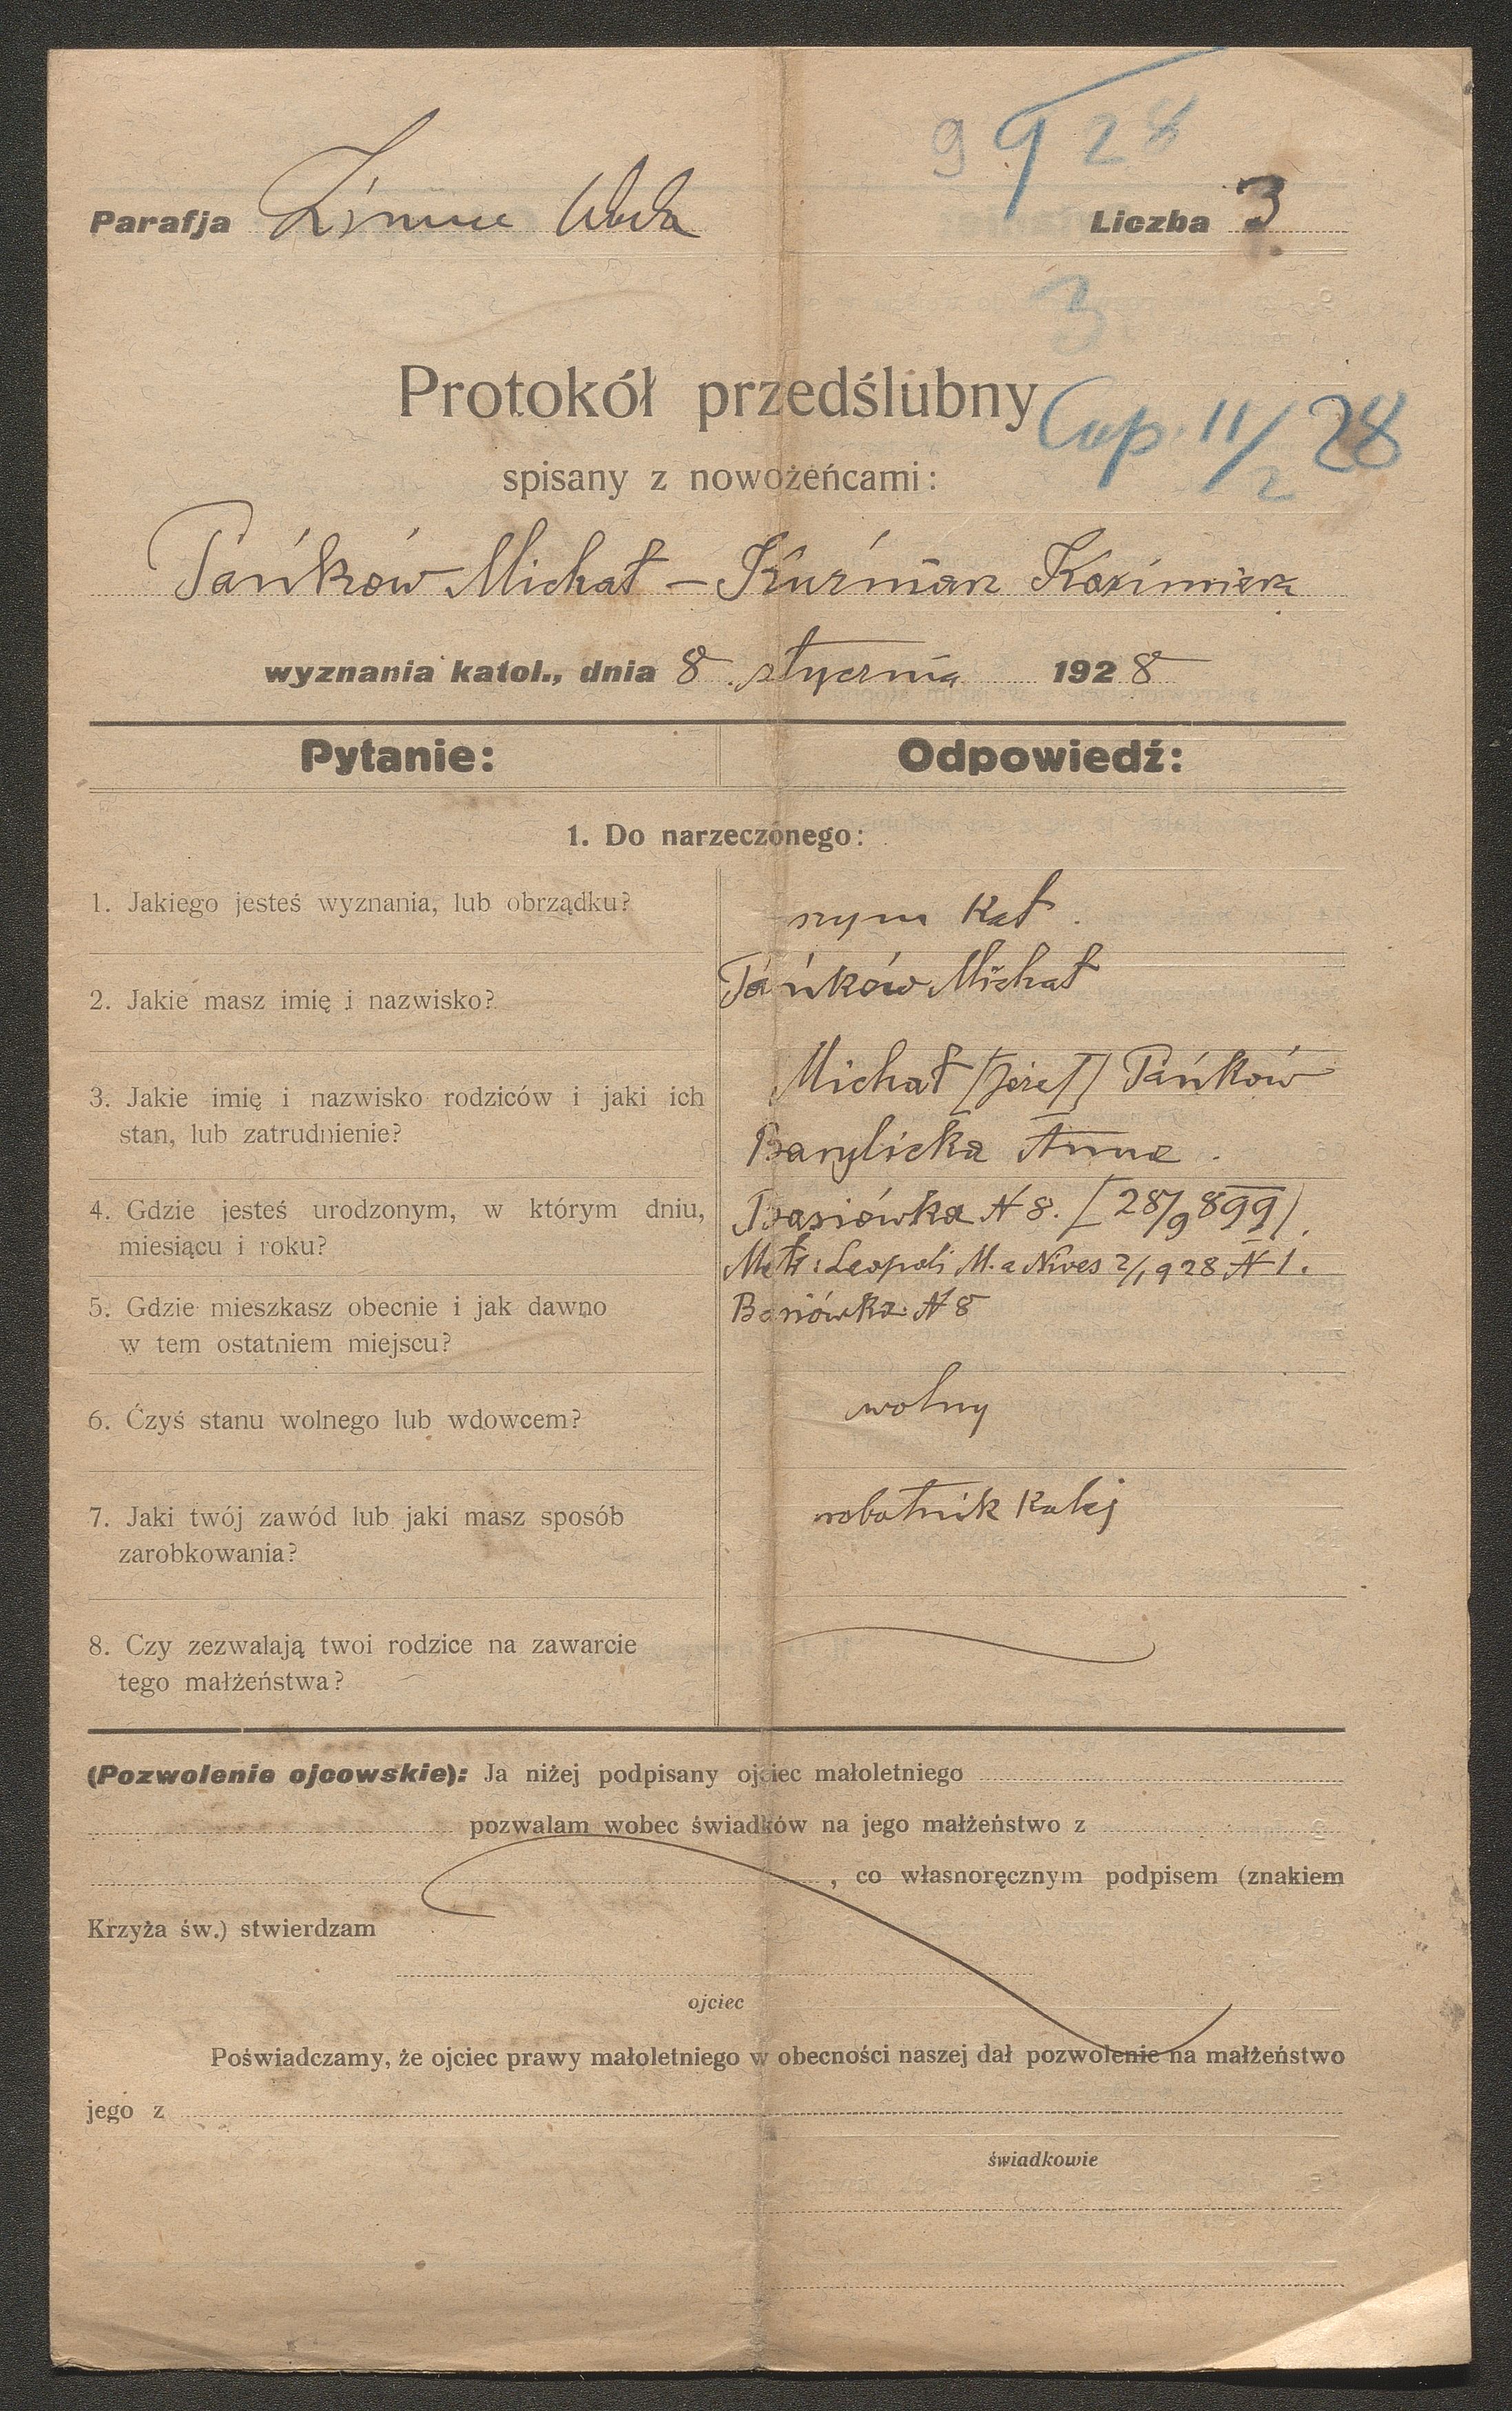 9 9 28
Parafja Zimna Woda Liczba 3
3
Protokół przedślubny
Cop. 11/2 28
spisany z nowożeńcami:
Pańków Michał – Kuźniar Kazimiera
wyznania katol., dnia 8. stycznia 1928
Pytanie: Odpowiedź:
1. Do narzeczonego:
1. Jakiego jesteś wyznania, lub obrządku? rzym kat.
2. Jakie masz imię i nazwisko? Pańków Michał
3. Jakie imię i nazwisko rodziców i jaki ich Michał [Józef] Pańków
stan, lub zatrudnienie? Barylicka Anna.
4. Gdzie jesteś urodzonym, w którym dniu, Basiówka N 8. [28/9 899].
miesiącu i roku? Metr: Leopoli M. a Nives 2/1 928 N 1.
5. Gdzie mieszkasz obecnie i jak dawno Basiówka N 8
w tem ostatniem miejscu?
6. Czyś stanu wolnego lub wdowcem? wolny
7. Jaki twój zawód lub jaki masz sposób robotnik kolej
zarobkowania?
8. Czy zezwalają twoi rodzice na zawarcie
tego małżeństwa?
(Pozwolenie ojcowskie): Ja niżej podpisany ojciec małoletniego
pozwalam wobec świadków na jego małżeństwo z
, co własnoręcznym podpisem (znakiem
Krzyża św.) stwierdzam
ojciec
Poświadczamy, że ojciec prawy małoletniego w obecności naszej dał pozwolenie na małżeństwo
jego z
świadkowie